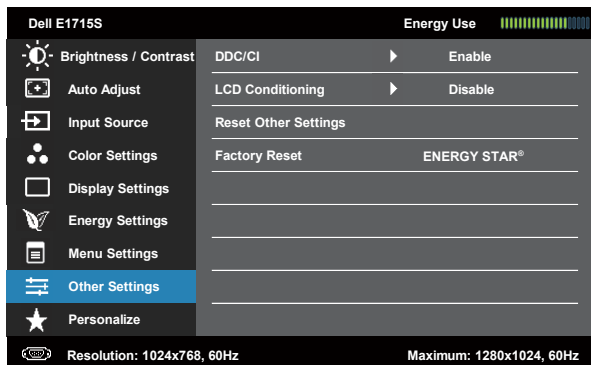 Dell E1715S Energy Use
Brightness / Contrast DDC/CI Enable
Auto Adjust LCD Conditioning Disable
Input Source Reset Other Settings
Color Settings Factory Reset ENERGY STAR®
Display Settings
Energy Settings
Menu Settings
Other Settings
Personalize
Resolution: 1024x768, 60Hz Maximum: 1280x1024, 60Hz